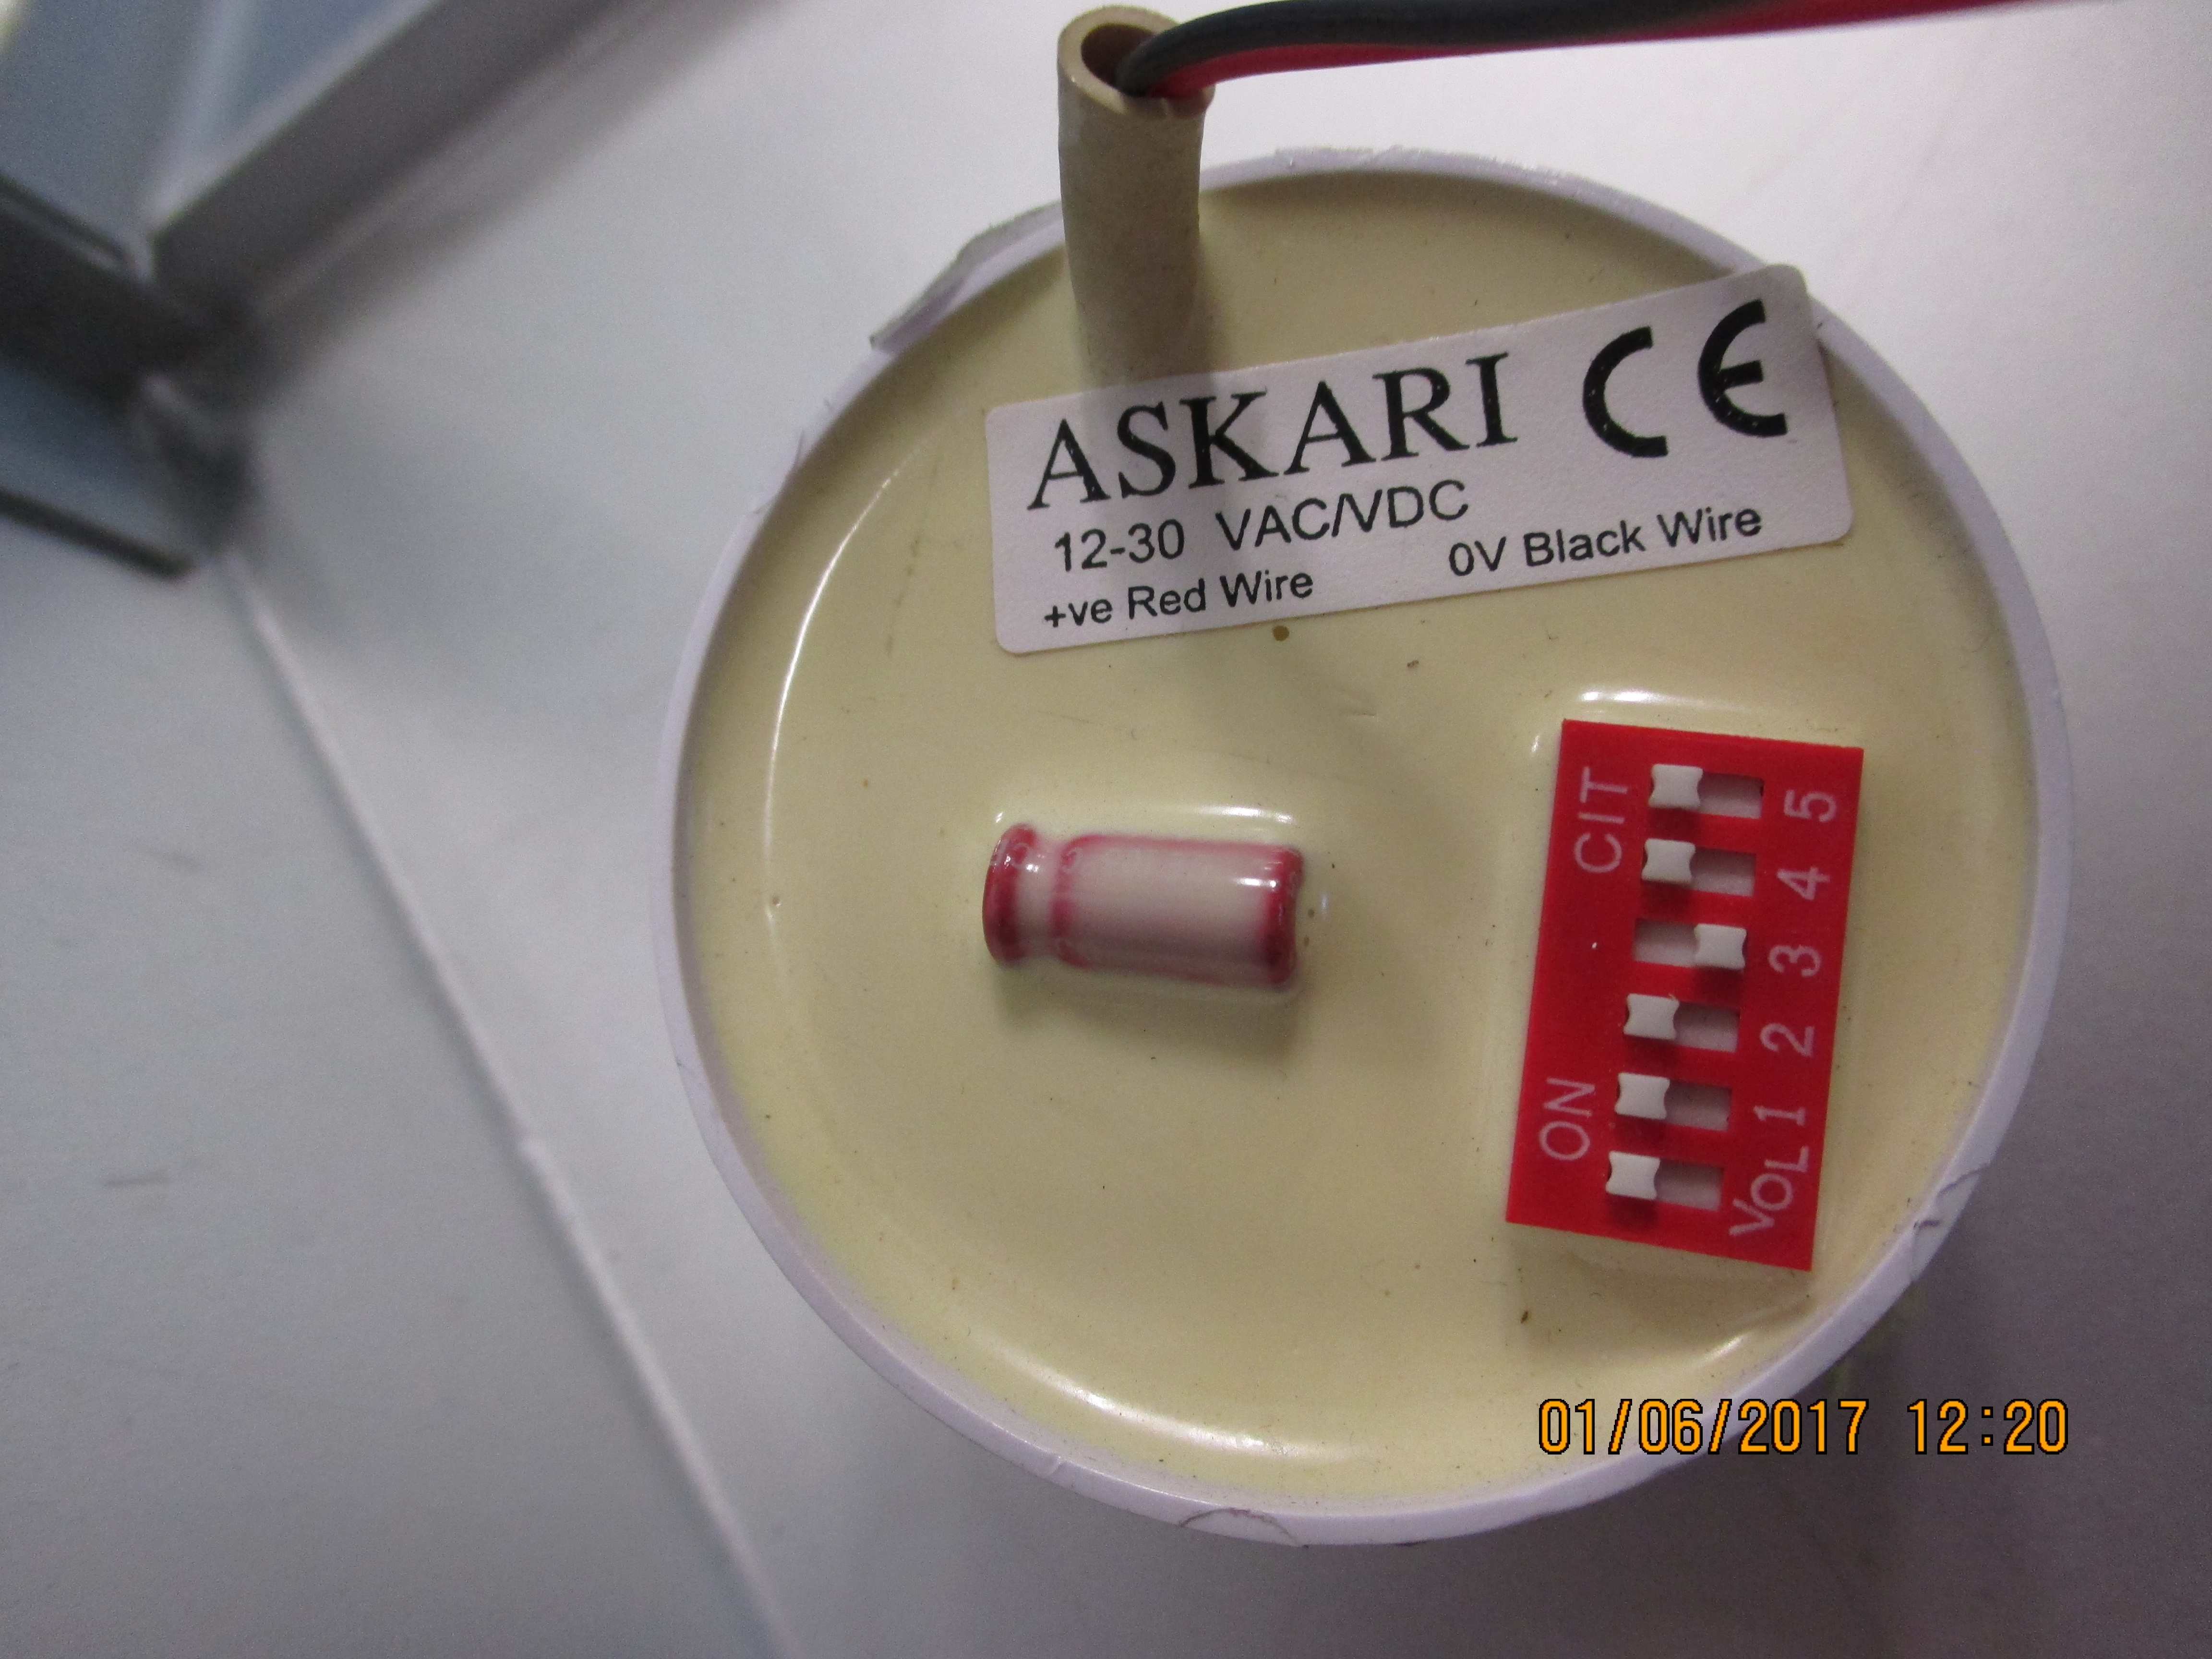 ASKARI CE
12-30 VAC/VDC
+ve Red Wire 0V Black Wire
ON CIT
VOL 1 2 3 4 5
01/06/2017 12:20